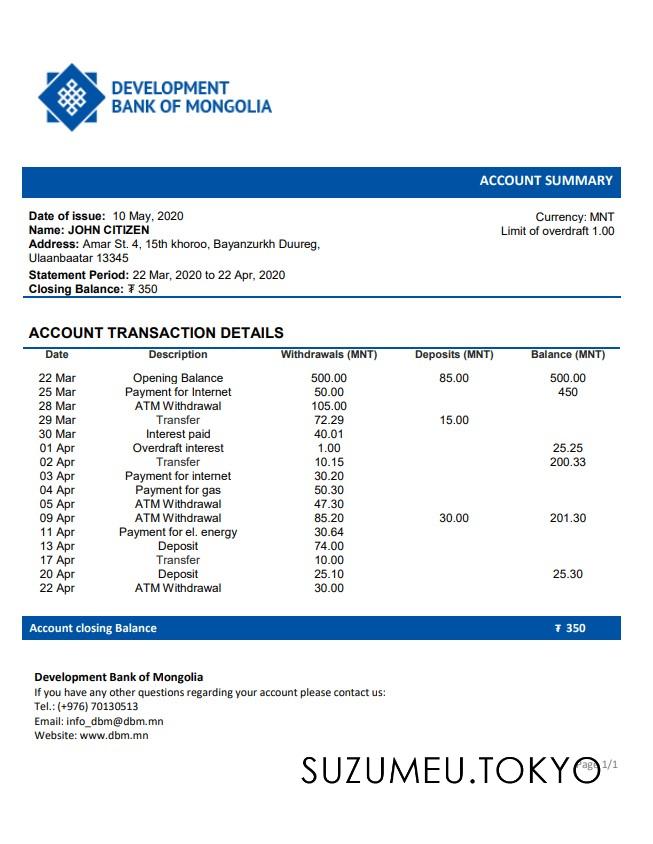 DEVELOPMENT
BANK OF MONGOLIA
ACCOUNT SUMMARY
Date of issue: 10 May, 2020
Currency: MNT
Name: JOHN CITIZEN
Limit of overdraft 1.00
Address: Amar St. 4, 15th khoroo, Bayanzurkh Duureg,
Ulaanbaatar 13345
Statement Period: 22 Mar, 2020 to 22 Apr, 2020
Closing Balance: ₮ 350
ACCOUNT TRANSACTION DETAILS
Date Description Withdrawals (MNT) Deposits (MNT) Balance (MNT)
22 Mar Opening Balance 500.00 85.00 500.00
25 Mar Payment for Internet 50.00 450
28 Mar ATM Withdrawal 105.00
29 Mar Transfer 72.29 15.00
30 Mar Interest paid 40.01
01 Apr Overdraft interest 1.00 25.25
02 Apr Transfer 10.15 200.33
03 Apr Payment for internet 30.20
04 Apr Payment for gas 50.30
05 Apr ATM Withdrawal 47.30
09 Apr ATM Withdrawal 85.20 30.00 201.30
11 Apr Payment for el. energy 30.64
13 Apr Deposit 74.00
17 Apr Transfer 10.00
20 Apr Deposit 25.10 25.30
22 Apr ATM Withdrawal 30.00
Account closing Balance ₮ 350
Development Bank of Mongolia
If you have any other questions regarding your account please contact us:
Tel.: (+976) 70130513
Email: info_dbm@dbm.mn
Website: www.dbm.mn
Page 1/1
SUZUMEU.TOKYO